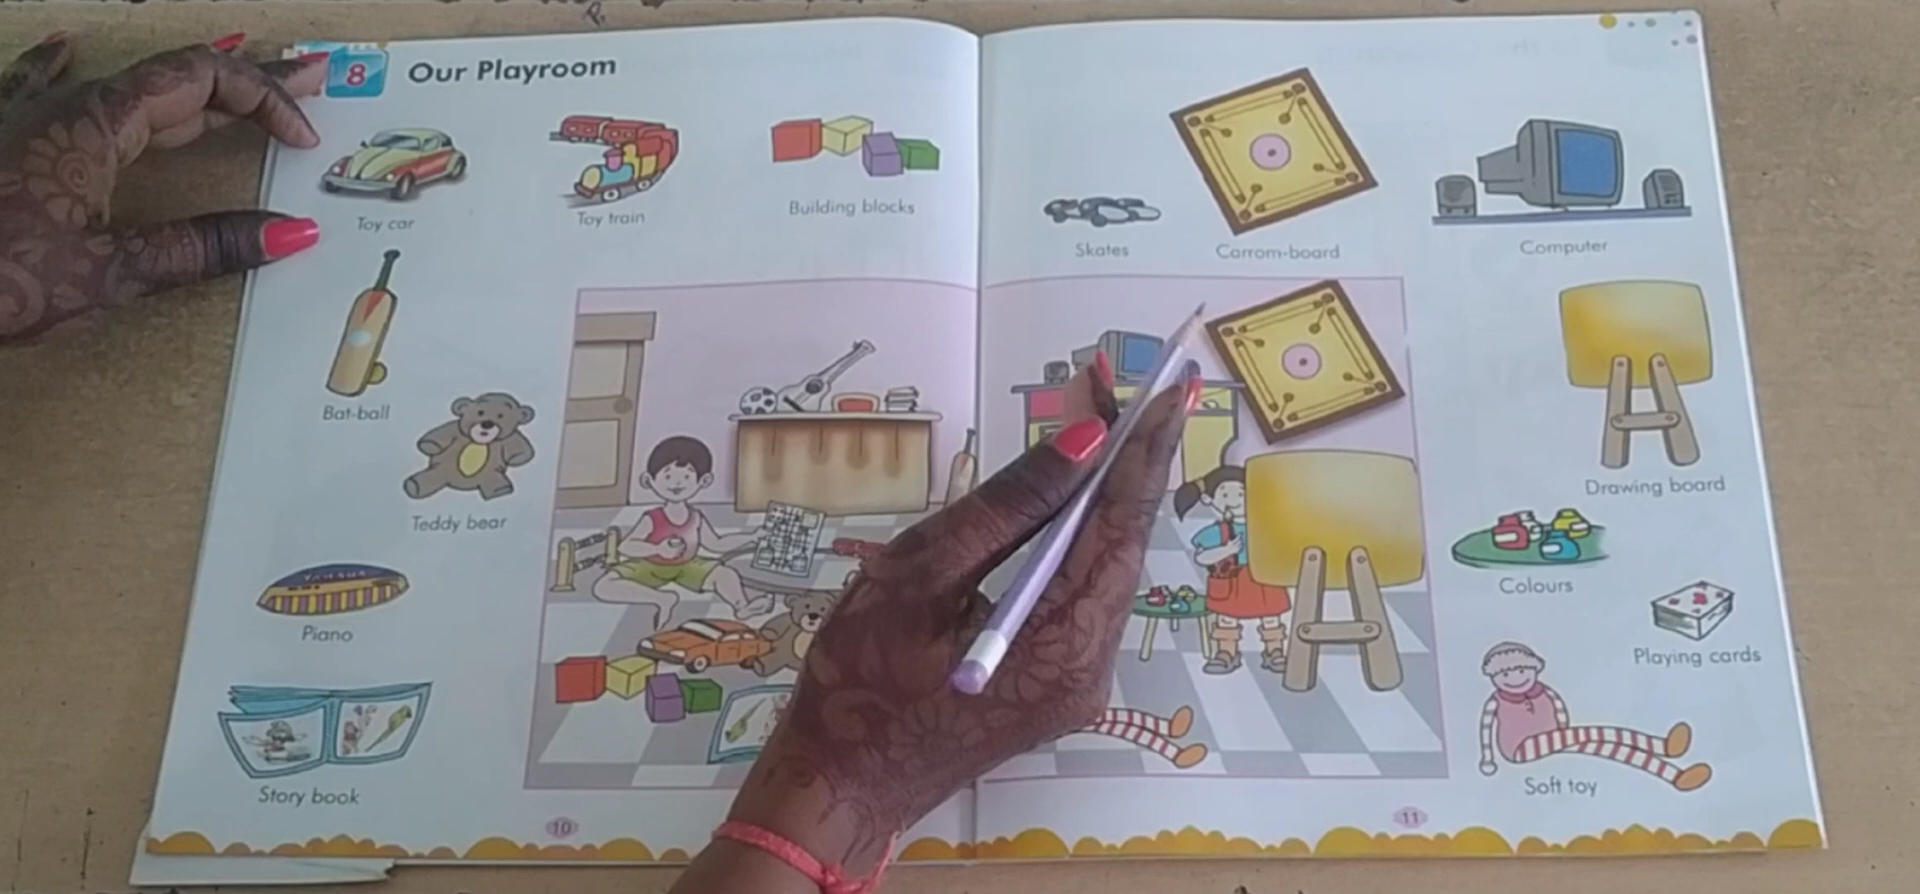 8 Our Playroom
Toy car
Toy train
Building blocks
Bat-ball
Teddy bear
Piano
YAMAHA
Story book
10
Skates
Carrom-board
Computer
Drawing board
Colours
Playing cards
Soft toy
11